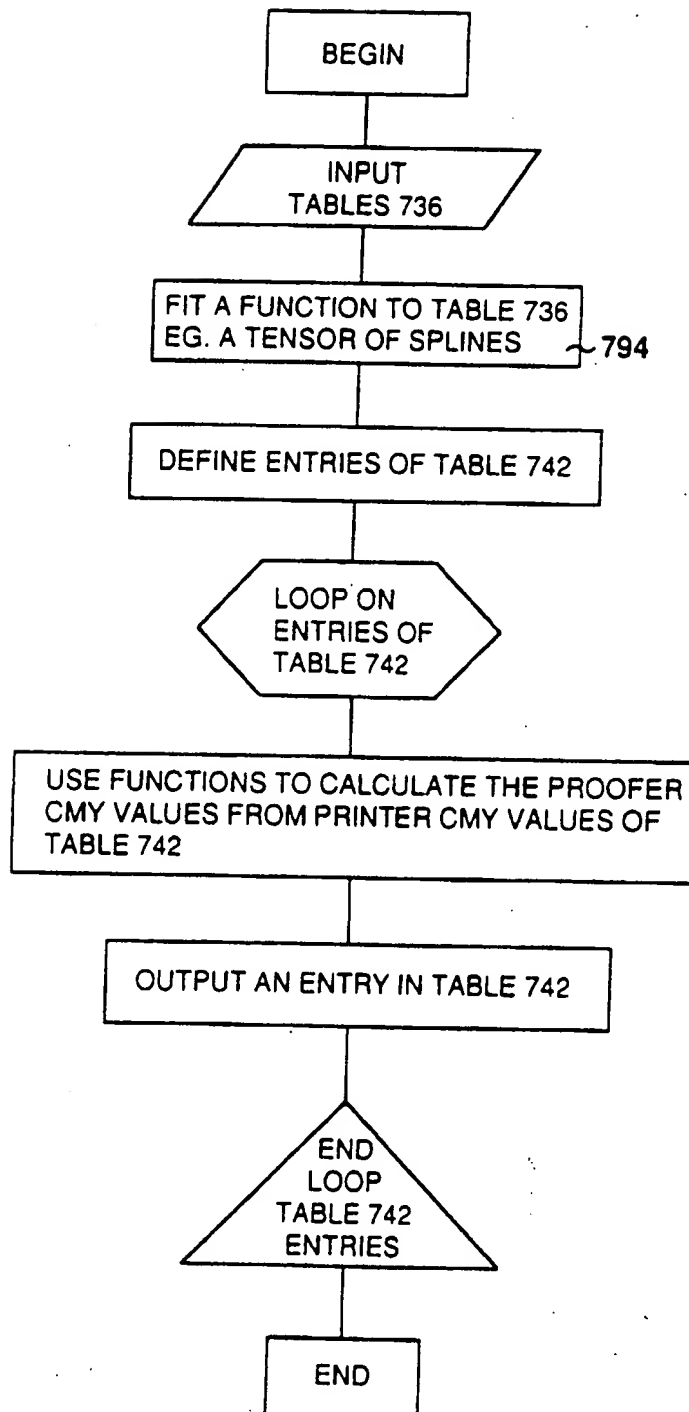 BEGIN
INPUT
TABLES 736
FIT A FUNCTION TO TABLE 736
EG. A TENSOR OF SPLINES
794
DEFINE ENTRIES OF TABLE 742
LOOP ON
ENTRIES OF
TABLE 742
USE FUNCTIONS TO CALCULATE THE PROOFER
CMY VALUES FROM PRINTER CMY VALUES OF
TABLE 742
OUTPUT AN ENTRY IN TABLE 742
END
LOOP
TABLE 742
ENTRIES
END